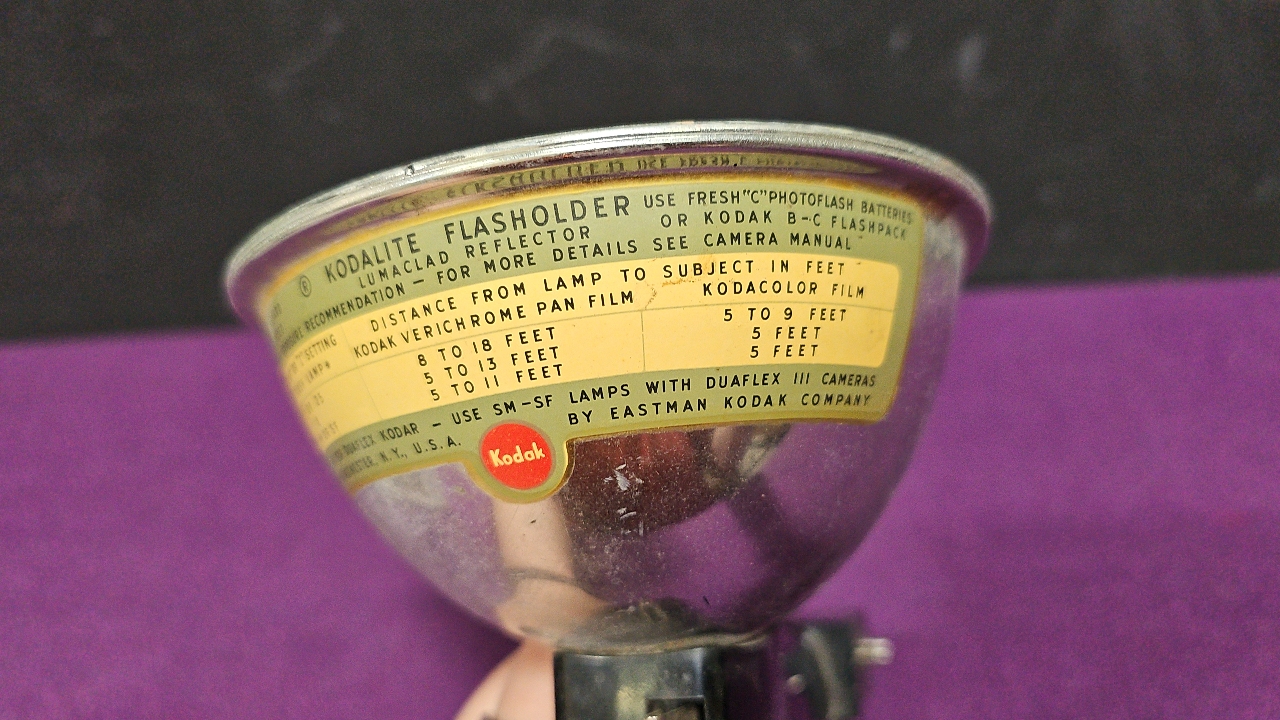 © KODALITE FLASHOLDER USE FRESH "C" PHOTOFLASH BATTERIES
LUMACLAD REFLECTOR OR KODAK B-C FLASHPACK
RECOMMENDATION - FOR MORE DETAILS SEE CAMERA MANUAL
DISTANCE FROM LAMP TO SUBJECT IN FEET
SETTING KODAK VERICHROME PAN FILM KODACOLOR FILM
8 TO 18 FEET 5 TO 9 FEET
5 TO 13 FEET 5 FEET
5 TO 11 FEET 5 FEET
DUAFLEX KODAR - USE SM-SF LAMPS WITH DUAFLEX III CAMERAS
N.Y., U.S.A. BY EASTMAN KODAK COMPANY
Kodak